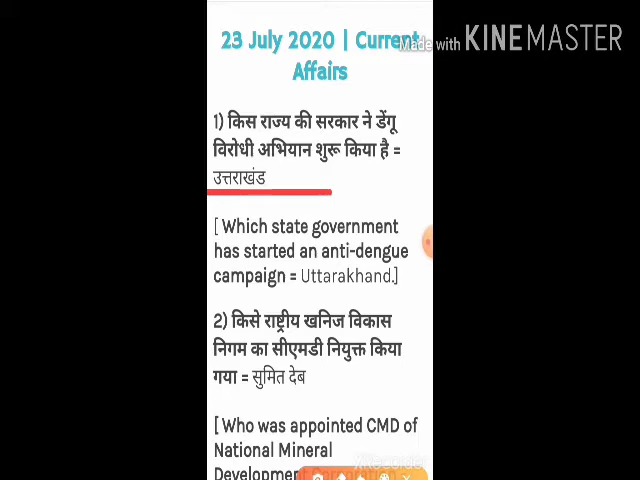 23 July 2020 | Current
Made with KINEMASTER
Affairs
1) किस राज्य की सरकार ने डेंगू
विरोधी अभियान शुरू किया है =
उत्तराखंड
[ Which state government
has started an anti-dengue
campaign = Uttarakhand.]
2) किसे राष्ट्रीय खनिज विकास
निगम का सीएमडी नियुक्त किया
गया = सुमित देब
[ Who was appointed CMD of
National Mineral
Development